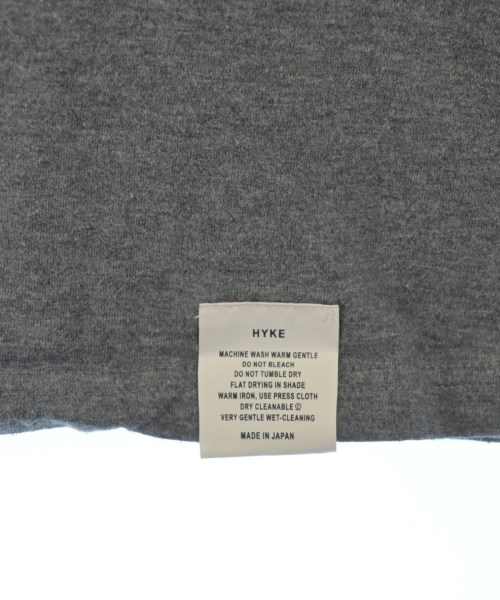 HYKE
MACHINE WASH WARM GENTLE
DO NOT BLEACH
DO NOT TUMBLE DRY
FLAT DRYING IN SHADE
WARM IRON, USE PRESS CLOTH
DRY CLEANABLE Ⓟ
VERY GENTLE WET-CLEANING
MADE IN JAPAN